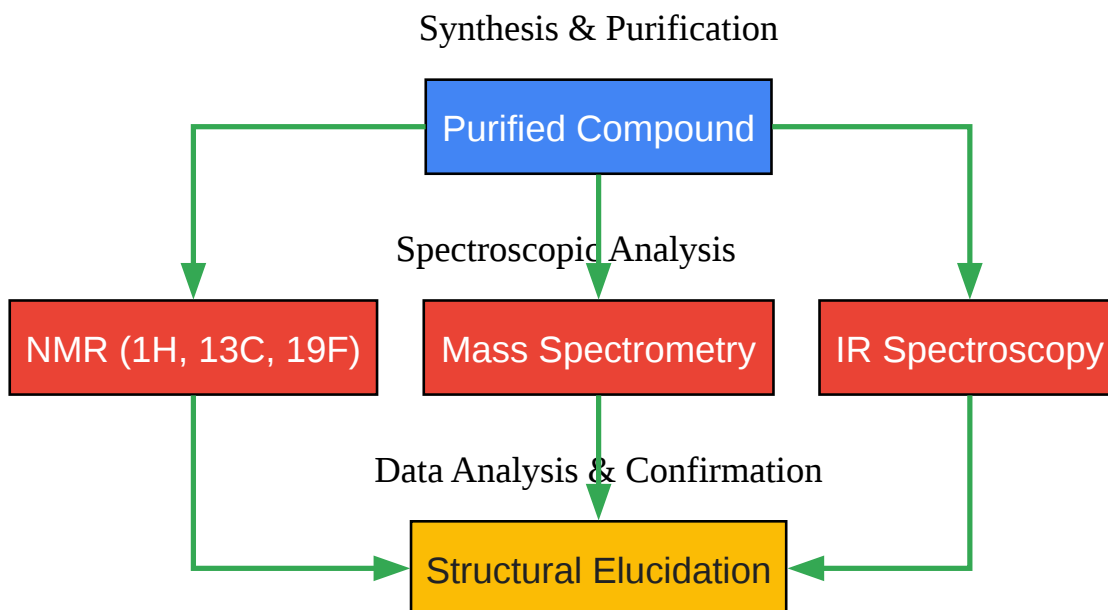 Synthesis & Purification
Purified Compound
Spectroscopic Analysis
NMR (1H, 13C, 19F)
Mass Spectrometry
IR Spectroscopy
Data Analysis & Confirmation
Structural Elucidation